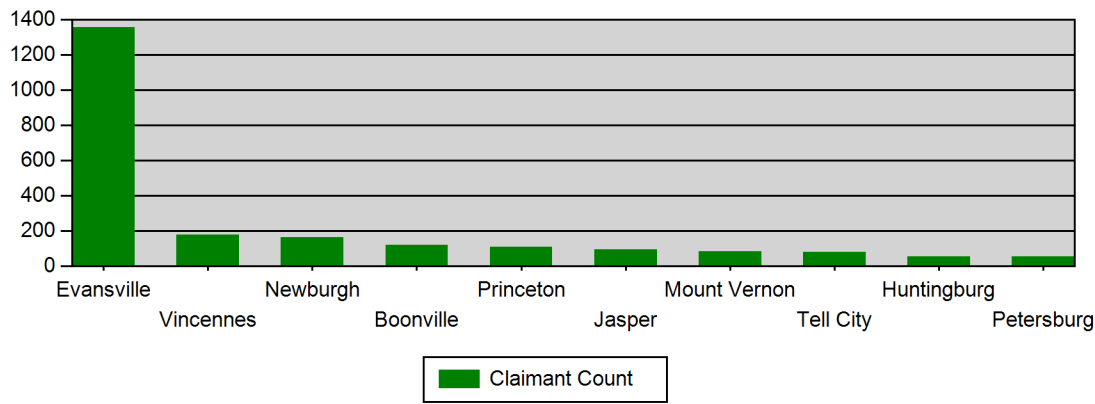 1400
1200
1000
800
600
400
200
0
Evansville Newburgh Princeton Mount Vernon Huntingburg
Vincennes Boonville Jasper Tell City Petersburg
Claimant Count